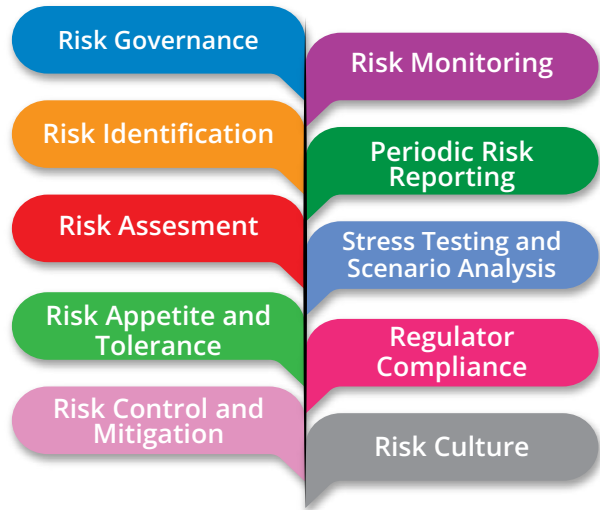 Risk Governance
Risk Identification
Risk Assesment
Risk Appetite and
Tolerance
Risk Control and
Mitigation
Risk Monitoring
Periodic Risk
Reporting
Stress Testing and
Scenario Analysis
Regulator
Compliance
Risk Culture